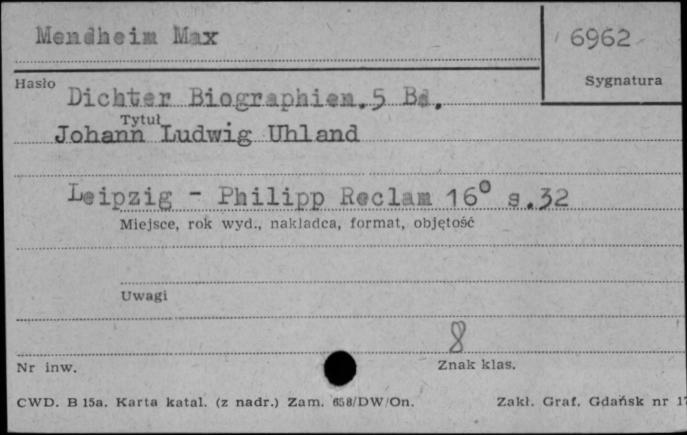 Mendheim Max
6962
Hasło
Sygnatura
Dichter Biographien.5 Bd.
Tytuł
Johann Ludwig Uhland
Leipzig - Philipp Reclam 16° s.32
Miejsce, rok wyd., nakładca, format, objętość
Uwagi
8
Nr inw.
Znak klas.
CWD. B 15a. Karta katal. (z nadr.) Zam. 658/DW/On.
Zakł. Graf. Gdańsk nr